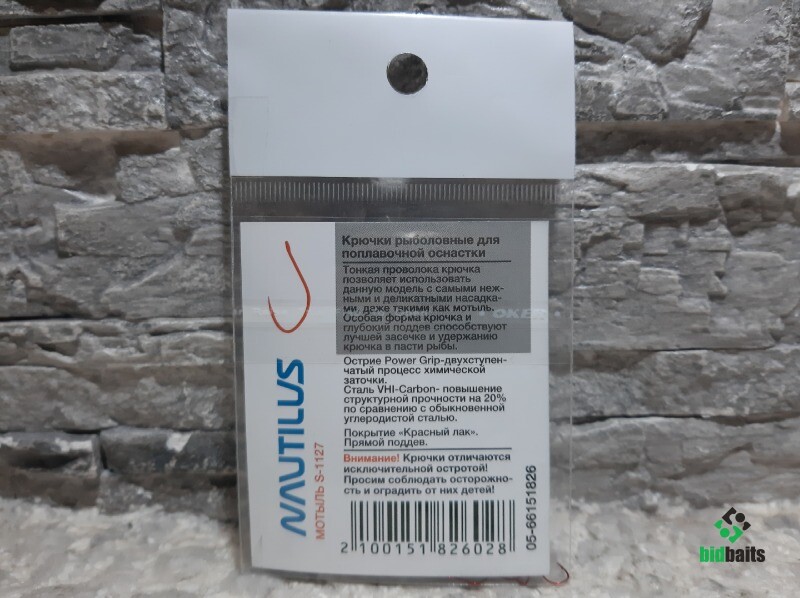 Крючки рыболовные для
поплавочной оснастки
Тонкая проволока крючка
позволяет использовать
данную модель с самыми неж-
ными и деликатными насадка-
ми, даже такими как мотыль.
Особая форма крючка и
глубокий поддев способствуют
лучшей засечке и удержанию
крючка в пасти рыбы.
Острие Power Grip-двухступен-
чатый процесс химической
заточки.
Сталь VHI-Carbon- повышение
структурной прочности на 20%
по сравнению с обыкновенной
углеродистой сталью.
Покрытие «Красный лак».
Прямой поддев.
Внимание! Крючки отличаются
исключительной остротой!
Просим соблюдать осторожно-
сть и оградить от них детей!
2 100151 826028
05-66151826
NAUTILUS
МОТЫЛЬ S-1127
bidbaits